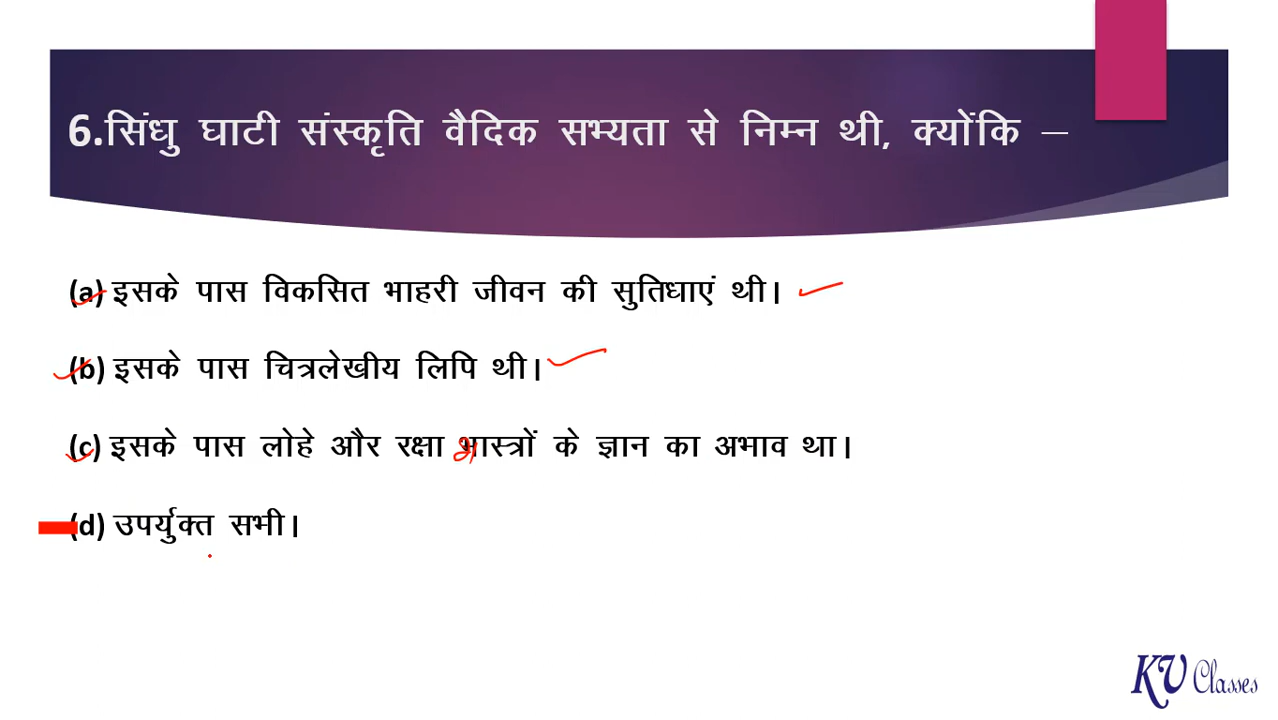 6.सिंधु घाटी संस्कृति वैदिक सभ्यता से निम्न थी, क्योंकि –
(a) इसके पास विकसित भाहरी जीवन की सुतिधाएं थी।
(b) इसके पास चित्रलेखीय लिपि थी।
(c) इसके पास लोहे और रक्षा भास्त्रों के ज्ञान का अभाव था।
(d) उपर्युक्त सभी।
KV Classes